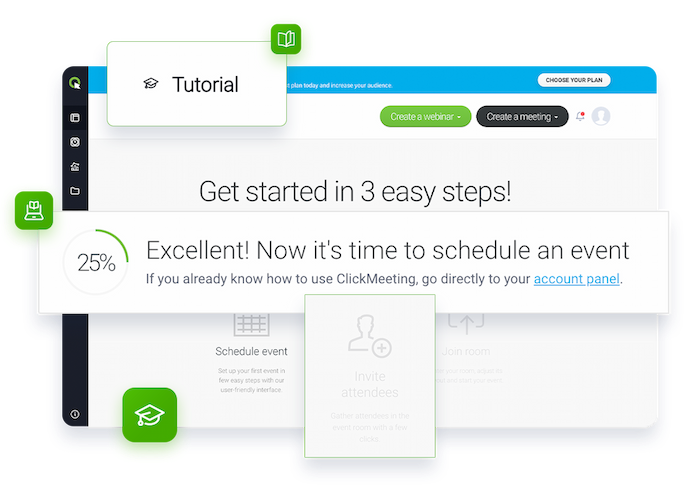 Tutorial
plan today and increase your audience.
CHOOSE YOUR PLAN
Create a webinar
Create a meeting
Get started in 3 easy steps!
25%
Excellent! Now it's time to schedule an event
If you already know how to use ClickMeeting, go directly to your account panel.
Schedule event
Set up your first event in
few easy steps with our
user-friendly interface.
Invite
attendees
Gather attendees in the
event room with a few
clicks.
Join room